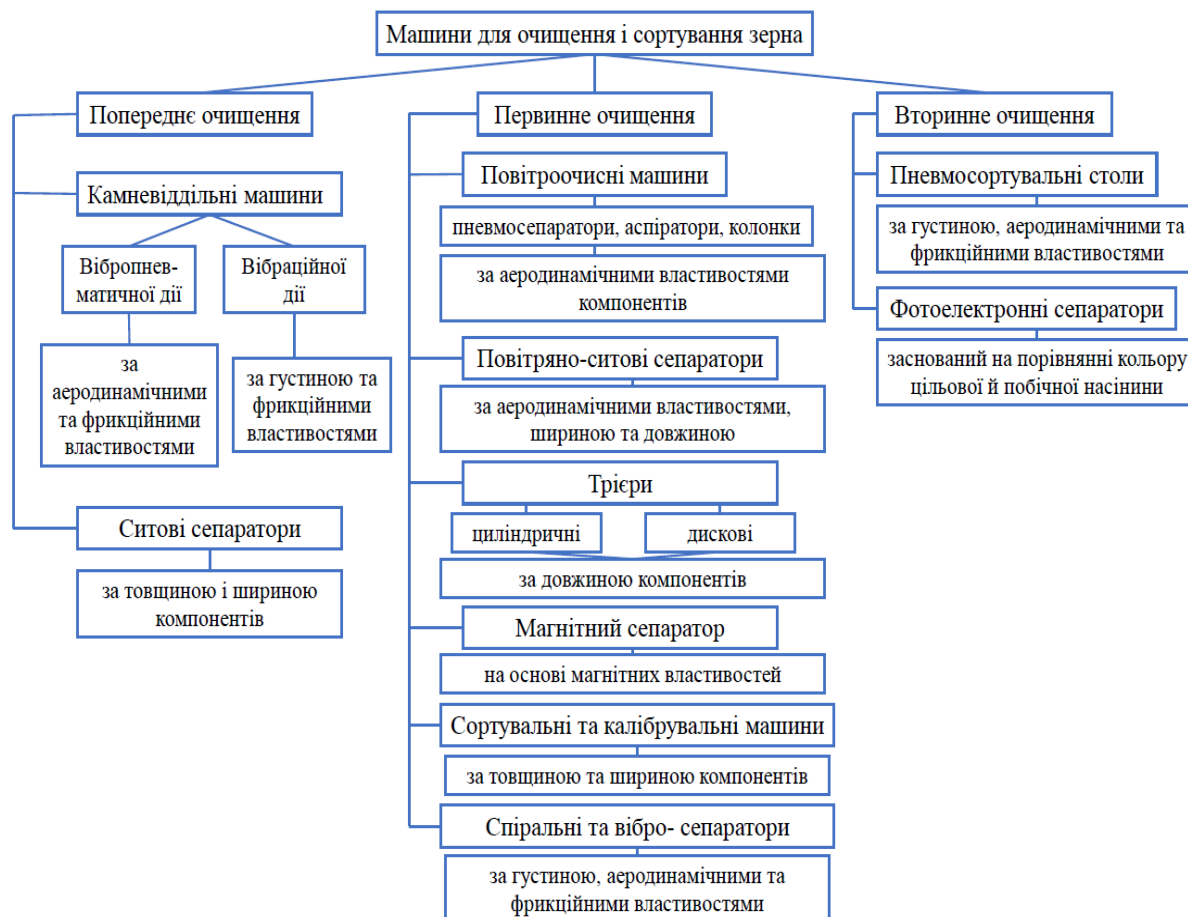 Машини для очищення і сортування зерна
Попереднє очищення
Камневіддільні машини
Вібропнев-
матичної дії
за
аеродинамічними
та фрикційними
властивостями
Вібраційної
дії
за густиною та
фрикційними
властивостями
Ситові сепаратори
за товщиною і шириною
компонентів
Первинне очищення
Повітроочисні машини
пневмосепаратори, аспіратори, колонки
за аеродинамічними властивостями
компонентів
Повітряно-ситові сепаратори
за аеродинамічними властивостями,
шириною та довжиною
Трієри
циліндричні
дискові
за довжиною компонентів
Магнітний сепаратор
на основі магнітних властивостей
Сортувальні та калібрувальні машини
за товщиною та шириною компонентів
Спіральні та вібро- сепаратори
за густиною, аеродинамічними та
фрикційними властивостями
Вторинне очищення
Пневмосортувальні столи
за густиною, аеродинамічними та
фрикційними властивостями
Фотоелектронні сепаратори
заснований на порівнянні кольору
цільової й побічної насінини